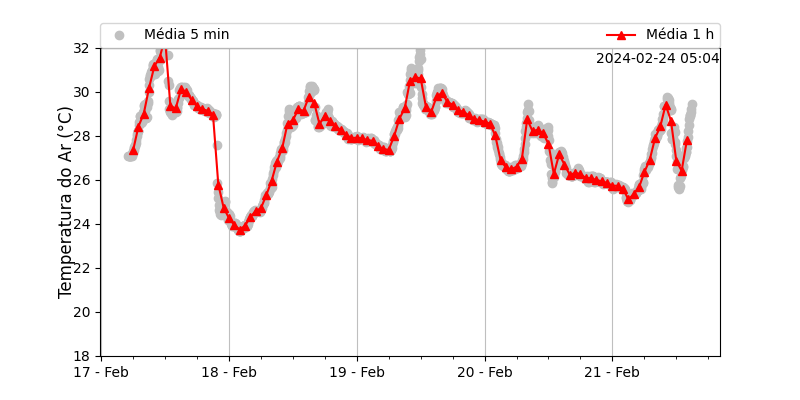 Média 5 min
Média 1 h
2024-02-24 05:04
Temperatura do Ar (°C)
32
30
28
26
24
22
20
18
17 - Feb
18 - Feb
19 - Feb
20 - Feb
21 - Feb